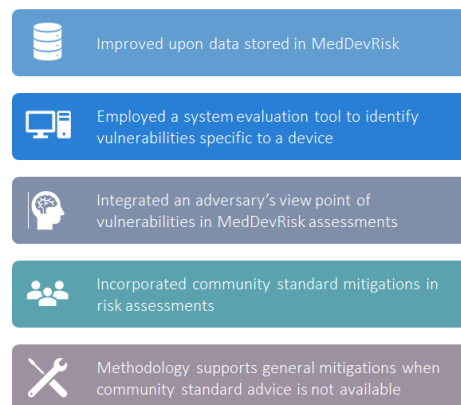 Improved upon data stored in MedDevRisk
Employed a system evaluation tool to identify
vulnerabilities specific to a device
Integrated an adversary's view point of
vulnerabilities in MedDevRisk assessments
Incorporated community standard mitigations in
risk assessments
Methodology supports general mitigations when
community standard advice is not available